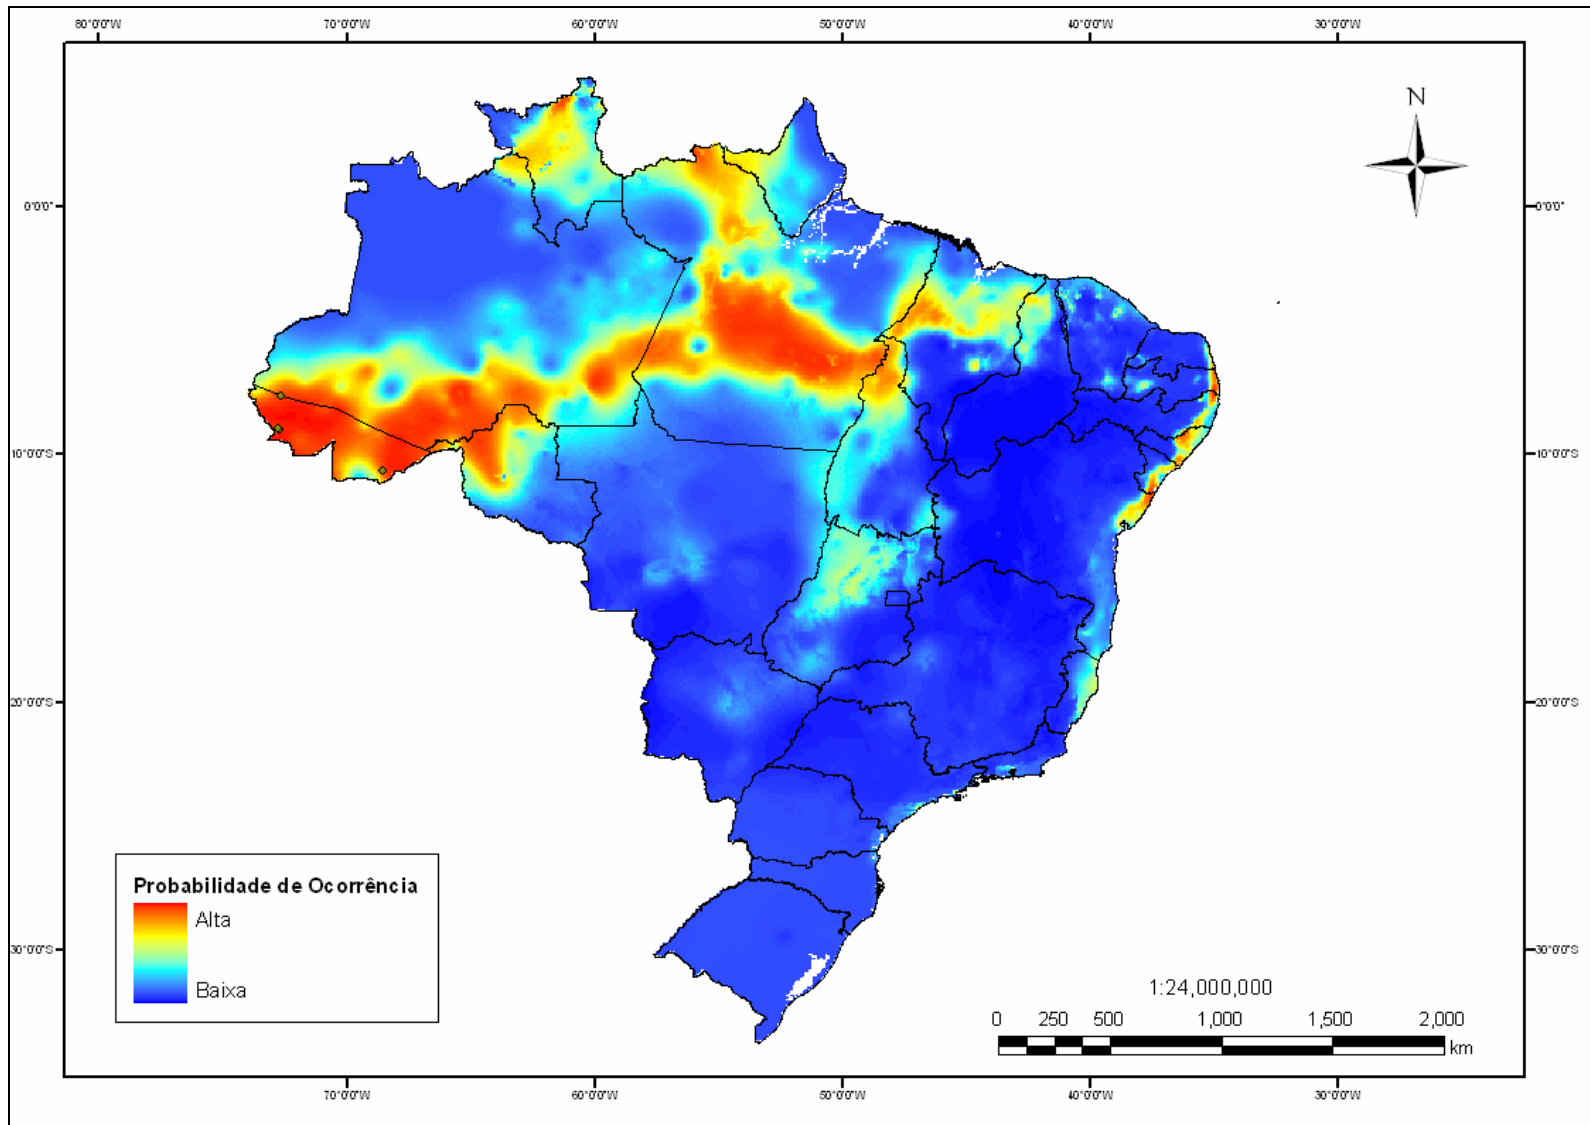 80°0'0"W 70°0'0"W 60°0'0"W 50°0'0"W 40°0'0"W 30°0'0"W
N
0°0'0" 0°0'0"
10°0'0"S 10°0'0"S
20°0'0"S 20°0'0"S
Probabilidade de Ocorrência
Alta
30°0'0"S 30°0'0"S
Baixa
1:24,000,000
0 250 500 1,000 1,500 2,000
km
70°0'0"W 60°0'0"W 50°0'0"W 40°0'0"W 30°0'0"W